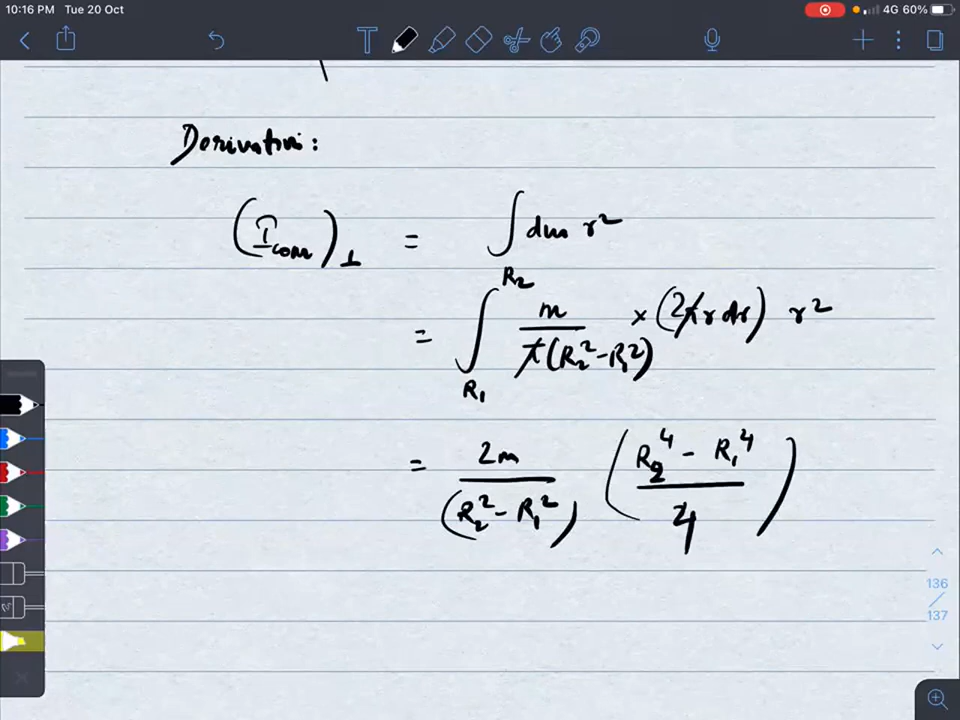 10:16 PM Tue 20 Oct 4G 60%
T
Derivation:
(I_com)⊥ = ∫ dm r²
= ∫_{R₁}^{R₂} m / π(R₂² - R₁²) × (2πr dr) r²
= 2m / (R₂² - R₁²) ( R₂⁴ - R₁⁴ / 4 )
136
/
137